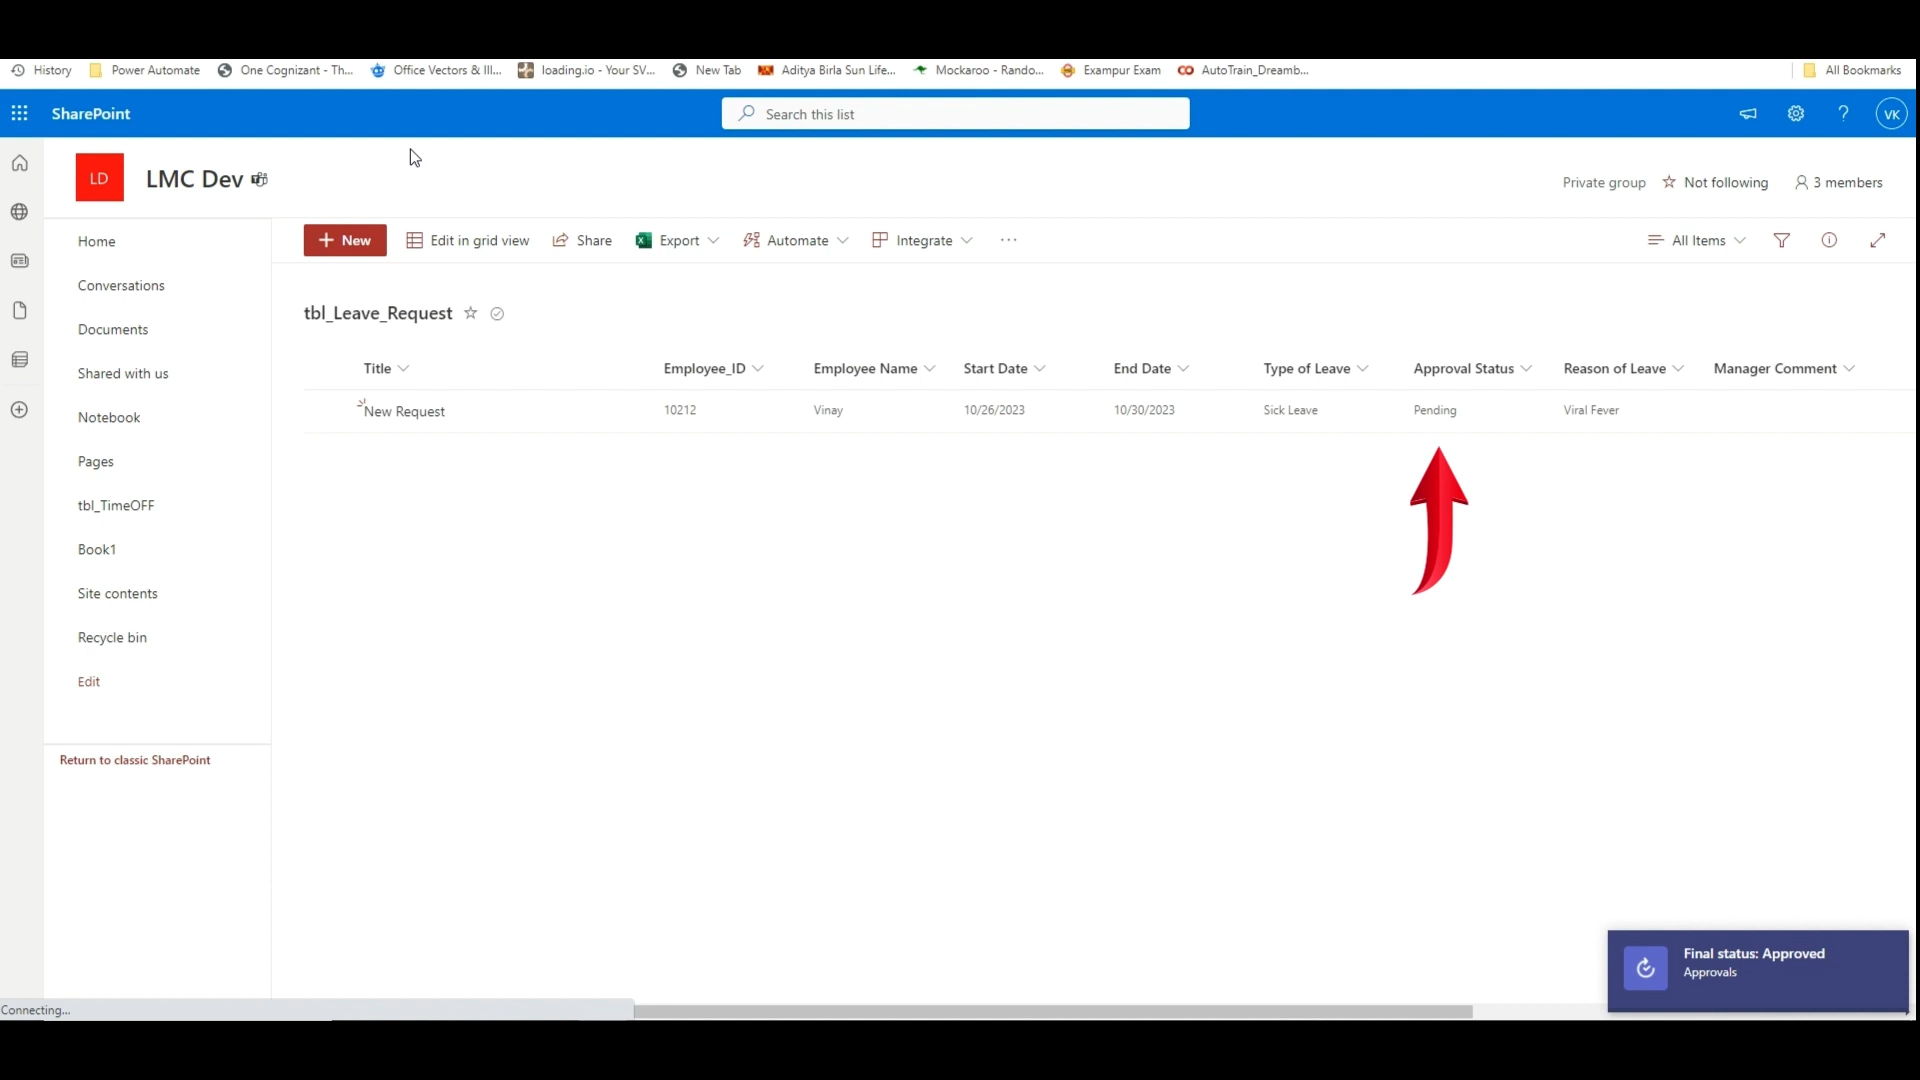 History Power Automate One Cognizant - Th... Office Vectors & Ill... loading.io - Your SV... New Tab Aditya Birla Sun Life... Mockaroo - Rando... Exampur Exam AutoTrain_Dreamb... All Bookmarks
SharePoint Search this list ? VK
LD LMC Dev Private group Not following 3 members
Home
Conversations
Documents
Shared with us
Notebook
Pages
tbl_TimeOFF
Book1
Site contents
Recycle bin
Edit
Return to classic SharePoint
New Edit in grid view Share Export Automate Integrate ... All Items
tbl_Leave_Request
Title Employee_ID Employee Name Start Date End Date Type of Leave Approval Status Reason of Leave Manager Comment
New Request 10212 Vinay 10/26/2023 10/30/2023 Sick Leave Pending Viral Fever
Final status: Approved
Approvals
Connecting...